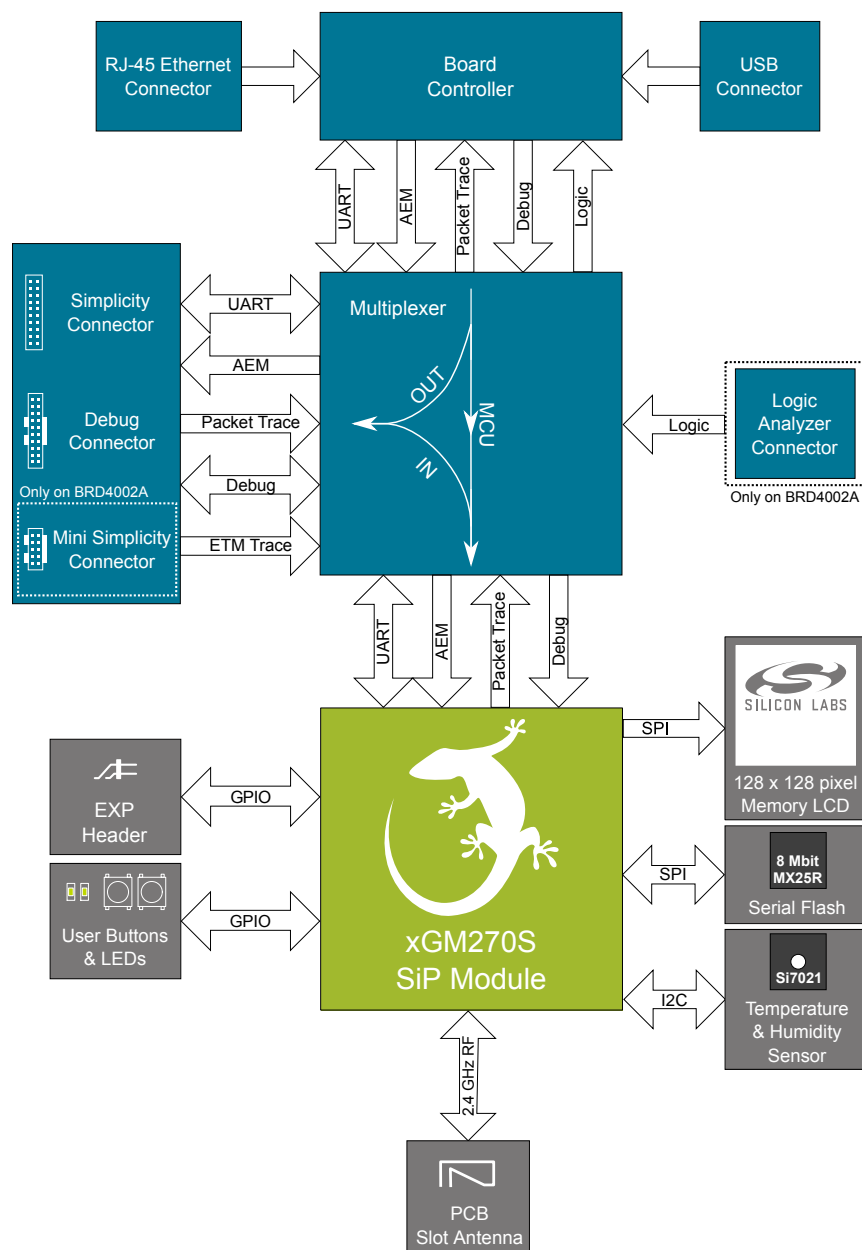 RJ-45 Ethernet
Connector
Board
Controller
USB
Connector
UART
AEM
Packet Trace
Debug
Logic
Simplicity
Connector
Debug
Connector
Only on BRD4002A
Mini Simplicity
Connector
UART
AEM
Packet Trace
Debug
ETM Trace
Multiplexer
OUT
MCU
IN
Logic
Logic
Analyzer
Connector
Only on BRD4002A
UART
AEM
Packet Trace
Debug
EXP
Header
GPIO
User Buttons
& LEDs
GPIO
xGM270S
SiP Module
SPI
SILICON LABS
128 x 128 pixel
Memory LCD
SPI
8 Mbit
MX25R
Serial Flash
I2C
Si7021
Temperature
& Humidity
Sensor
2.4 GHz RF
PCB
Slot Antenna